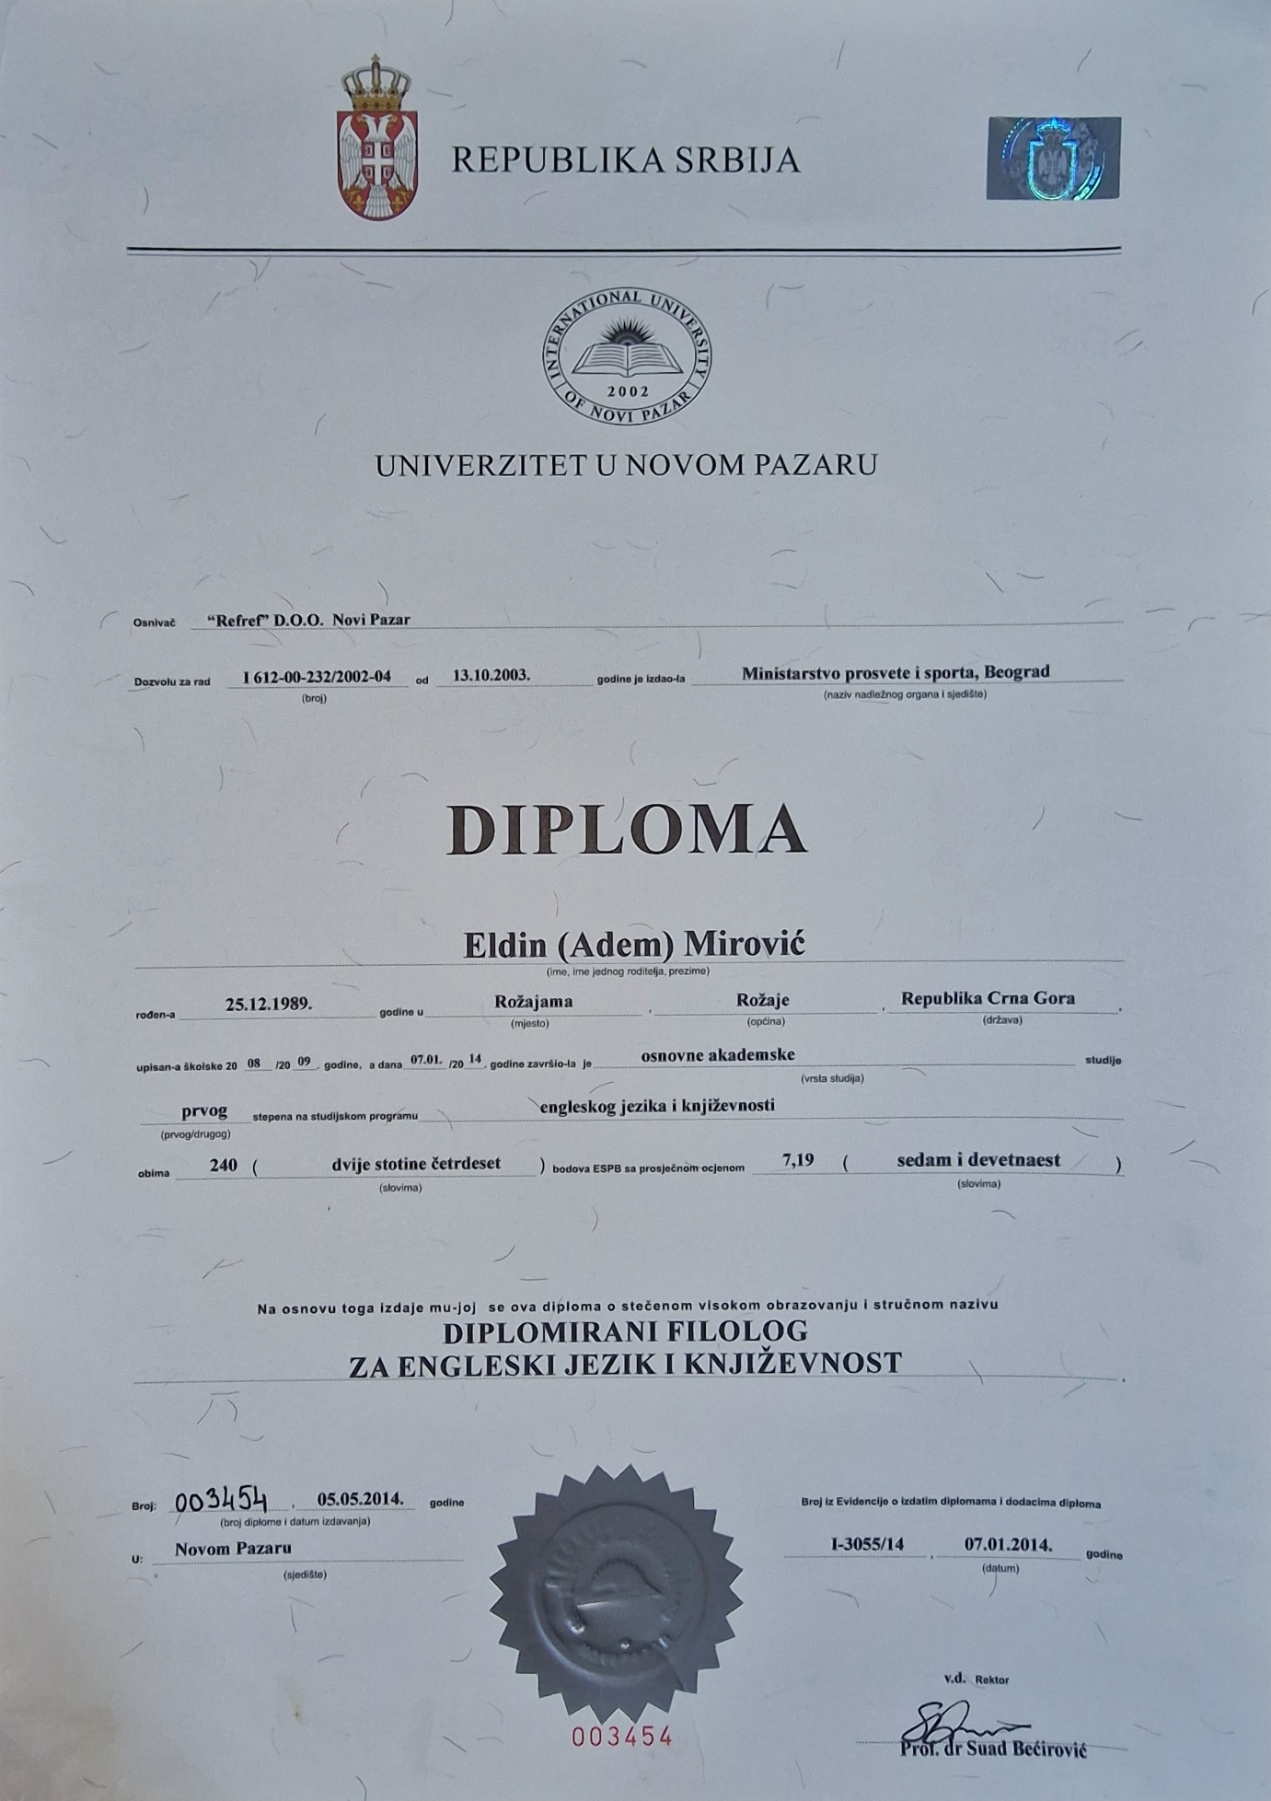 REPUBLIKA SRBIJA
INTERNATIONAL UNIVERSITY
2002
OF NOVI PAZAR
UNIVERZITET U NOVOM PAZARU
Osnivač "Refref" D.O.O. Novi Pazar
Dozvolu za rad I 612-00-232/2002-04 od 13.10.2003. godine je izdao-la Ministarstvo prosvete i sporta, Beograd
(broj) (naziv nadležnog organa i sjedište)
DIPLOMA
Eldin (Adem) Mirović
(ime, ime jednog roditelja, prezime)
rođen-a 25.12.1989. godine u Rožajama , Rožaje , Republika Crna Gora .
(mjesto) (općina) (država)
upisan-a školske 20 08 /20 09 . godine, a dana 07.01. /20 14 . godine završio-la je osnovne akademske studije
(vrsta studija)
prvog stepena na studijskom programu engleskog jezika i književnosti
(prvog/drugog)
obima 240 ( dvije stotine četrdeset ) bodova ESPB sa prosječnom ocjenom 7,19 ( sedam i devetnaest )
(slovima) (slovima)
Na osnovu toga izdaje mu-joj se ova diploma o stečenom visokom obrazovanju i stručnom nazivu
DIPLOMIRANI FILOLOG
ZA ENGLESKI JEZIK I KNJIŽEVNOST .
Broj: 003454 . 05.05.2014. godine
(broj diplome i datum izdavanja)
U: Novom Pazaru
(sjedište)
Broj iz Evidencije o izdatim diplomama i dodacima diploma
I-3055/14 . 07.01.2014. godine
(datum)
003454
v.d. Rektor
Prof. dr Suad Bećirović